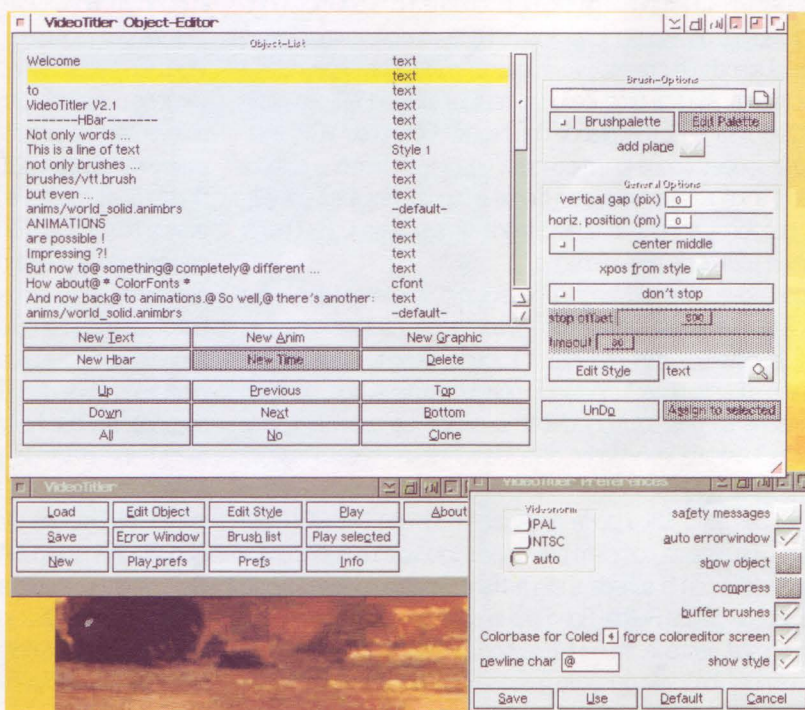 VideoTitler Object-Editor
Object-List
Welcome text
text
to text
VideoTitler V2.1 text
-------HBar------- text
Not only words ... text
This is a line of text Style 1
not only brushes ... text
brushes/vtt.brush text
but even ... text
anims/world_solid.animbrs -default-
ANIMATIONS text
are possible ! text
Impressing ?! text
But now to@something@completely@different ... text
How about@* ColorFonts * cfont
And now back@to animations.@So well,@there's another: text
anims/world_solid.animbrs -default-
New Text New Anim New Graphic
New Hbar New Time Delete
Up Previous Top
Down Next Bottom
All No Clone
Brush-Options
Brushpalette Edit Palette
add plane
General Options
vertical gap (pix) 0
horiz. position (pm) 0
center middle
xpos from style
don't stop
stop offset 500
timeout
Edit Style text
UnDo Assign to selected
VideoTitler
Load Edit Object Edit Style Play About
Save Error Window Brush list Play selected
New Play prefs Prefs Info
VideoTitler Preferences
Videonorm
PAL
NTSC
auto
safety messages
auto errorwindow
show object
compress
buffer brushes
Colorbase for Coled 4 force coloreditor screen
newline char @ show style
Save Use Default Cancel